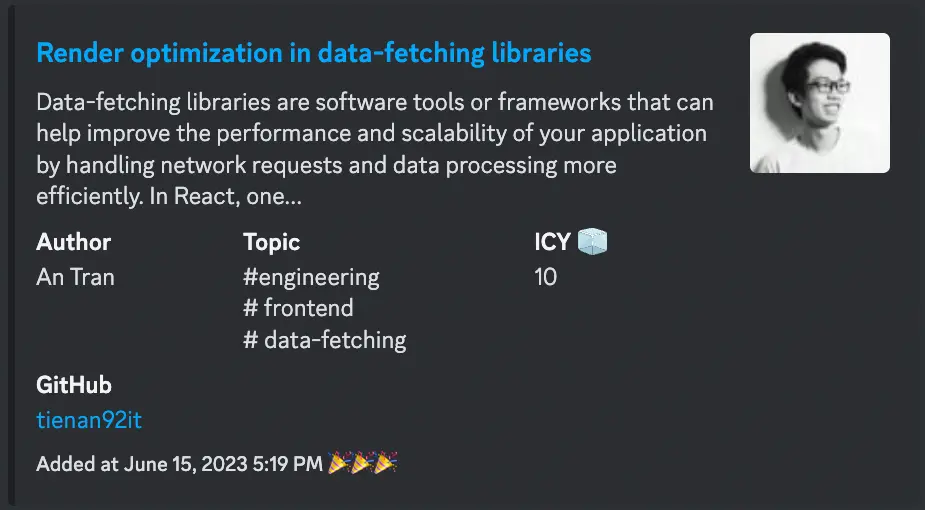 Render optimization in data-fetching libraries
Data-fetching libraries are software tools or frameworks that can
help improve the performance and scalability of your application
by handling network requests and data processing more
efficiently. In React, one...
Author Topic ICY 🧊
An Tran #engineering 10
# frontend
# data-fetching
GitHub
tienan92it
Added at June 15, 2023 5:19 PM 🎉🎉🎉